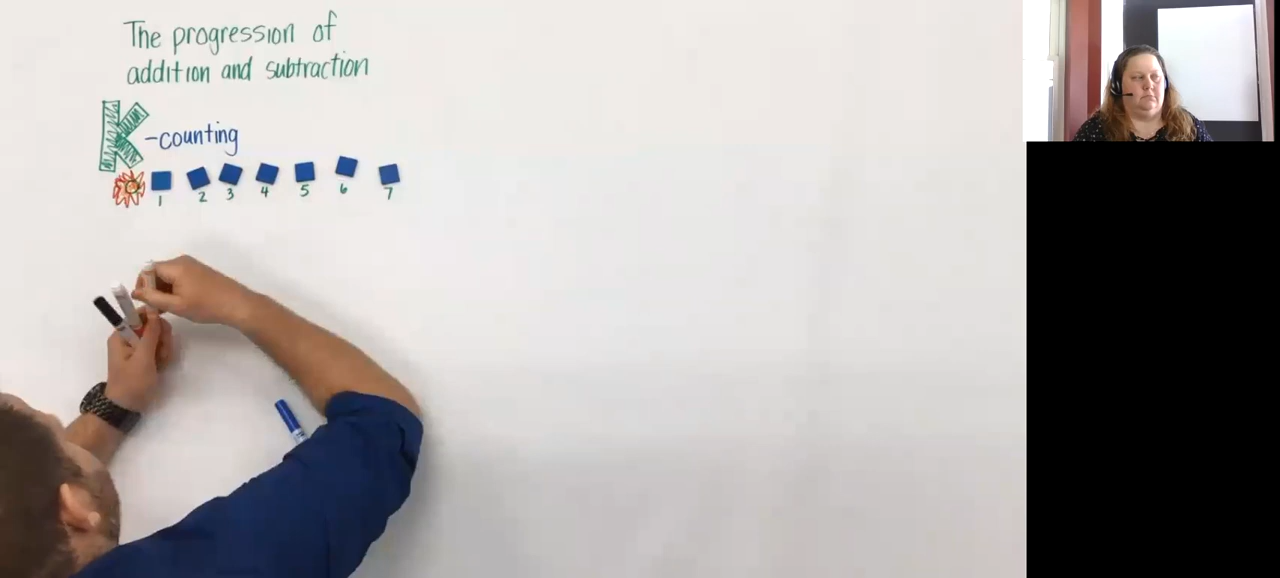 The progression of
addition and subtraction
K -counting
1 2 3 4 5 6 7